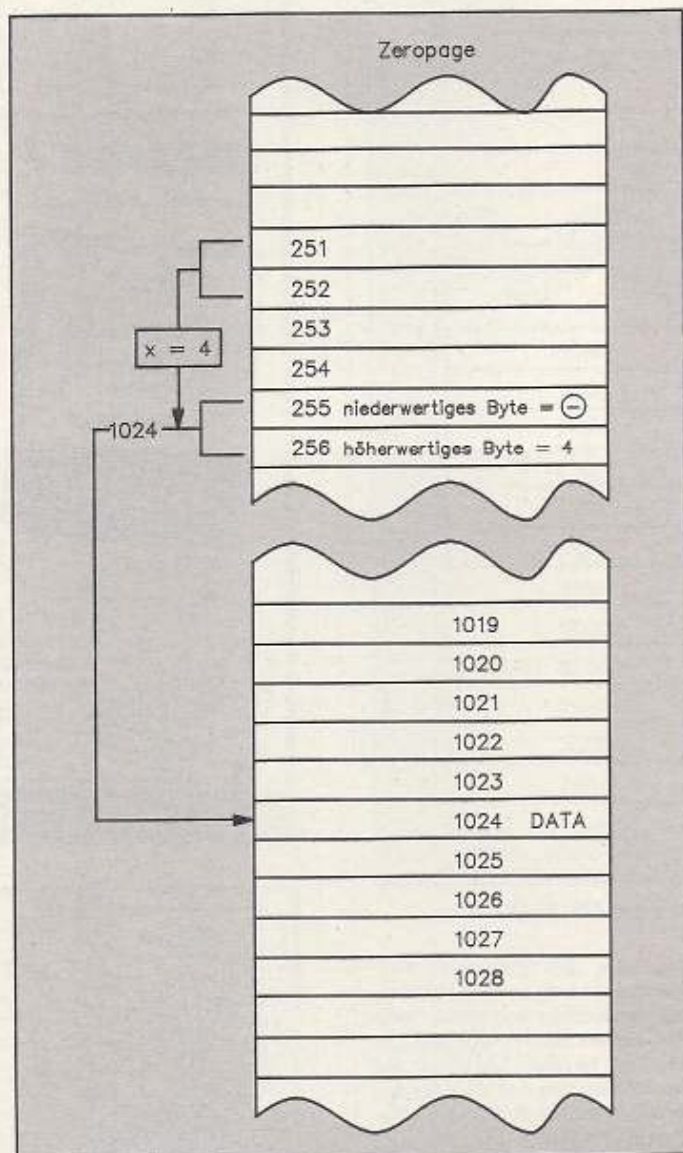 Zeropage
251
252
x = 4
253
254
255 niederwertiges Byte = ⊖
1024
256 höherwertiges Byte = 4
1019
1020
1021
1022
1023
1024 DATA
1025
1026
1027
1028